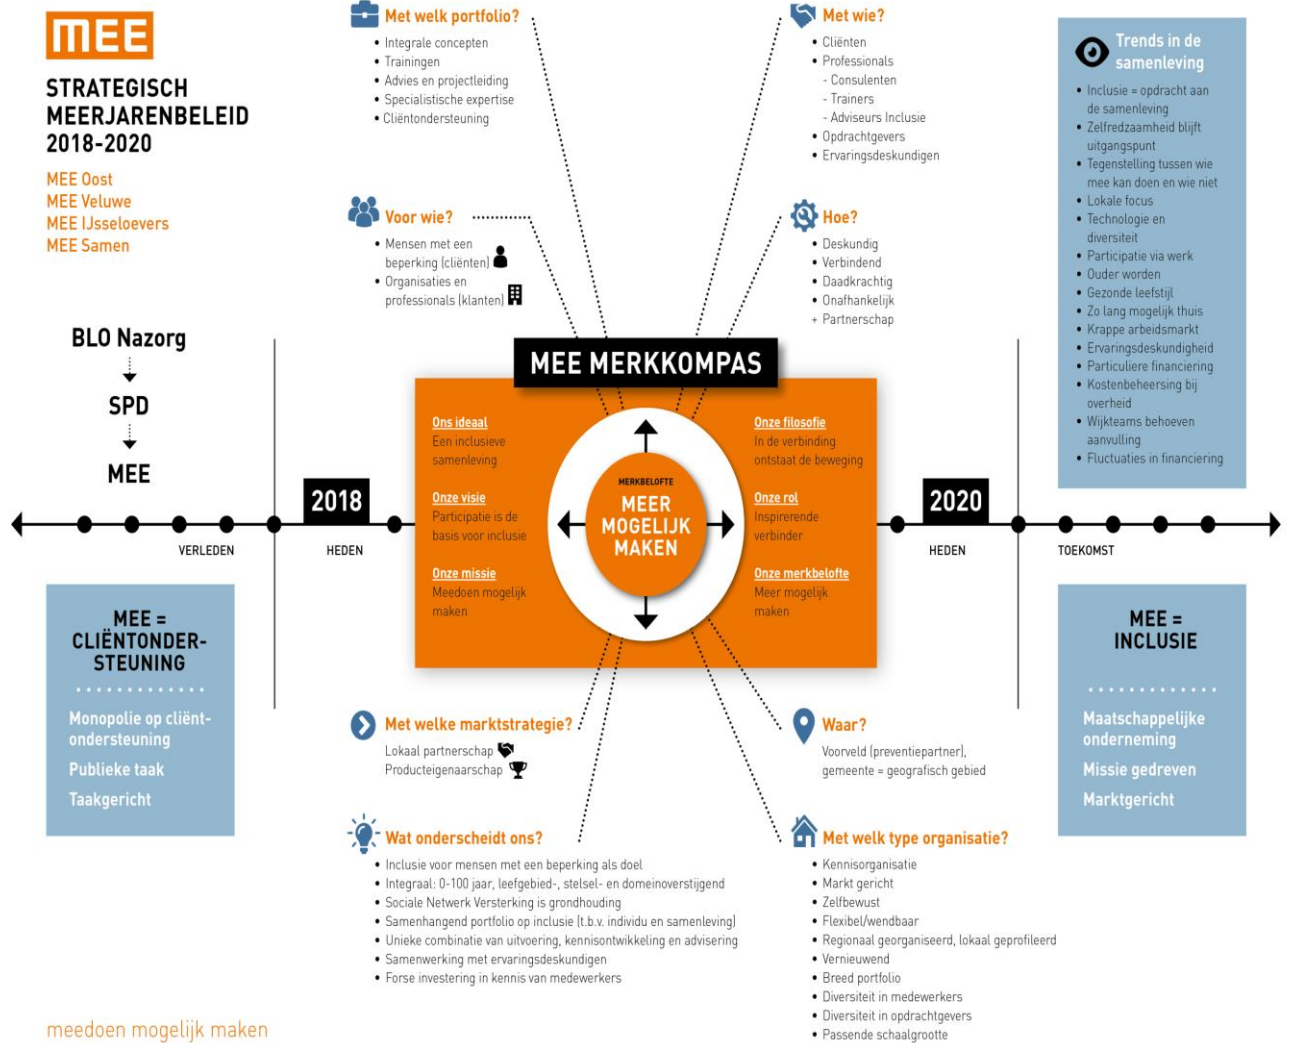 MEE
STRATEGISCH
MEERJARENBELEID
2018-2020
MEE Oost
MEE Veluwe
MEE IJsseloevers
MEE Samen
Met welk portfolio?
• Integrale concepten
• Trainingen
• Advies en projectleiding
• Specialistische expertise
• Cliëntondersteuning
Met wie?
• Cliënten
• Professionals
- Consulenten
- Trainers
- Adviseurs Inclusie
• Opdrachtgevers
• Ervaringsdeskundigen
Trends in de
samenleving
• Inclusie = opdracht aan
de samenleving
• Zelfredzaamheid blijft
uitgangspunt
• Tegenstelling tussen wie
mee kan doen en wie niet
• Lokale focus
• Technologie en
diversiteit
• Participatie via werk
• Ouder worden
• Gezonde leefstijl
• Zo lang mogelijk thuis
• Krappe arbeidsmarkt
• Ervaringsdeskundigheid
• Particuliere financiering
• Kostenbeheersing bij
overheid
• Wijkteams behoeven
aanvulling
• Fluctuaties in financiering
Voor wie?
• Mensen met een
beperking (cliënten)
• Organisaties en
professionals (klanten)
Hoe?
• Deskundig
• Verbindend
• Daadkrachtig
• Onafhankelijk
+ Partnerschap
BLO Nazorg
SPD
MEE
MEE MERKKOMPAS
Ons ideaal
Een inclusieve
samenleving
Onze visie
Participatie is de
basis voor inclusie
Onze missie
Meedoen mogelijk
maken
MERKBELOFTE
MEER
MOGELIJK
MAKEN
Onze filosofie
In de verbinding
ontstaat de beweging
Onze rol
Inspirerende
verbinder
Onze merkbelofte
Meer mogelijk
maken
2018
2020
VERLEDEN
HEDEN
HEDEN
TOEKOMST
MEE =
CLIËNTONDER-
STEUNING
Monopolie op cliënt-
ondersteuning
Publieke taak
Taakgericht
MEE =
INCLUSIE
Maatschappelijke
onderneming
Missie gedreven
Marktgericht
Met welke marktstrategie?
Lokaal partnerschap
Producteigenaarschap
Waar?
Voorveld (preventiepartner),
gemeente = geografisch gebied
Wat onderscheidt ons?
• Inclusie voor mensen met een beperking als doel
• Integraal: 0-100 jaar, leefgebied-, stelsel- en domeinoverstijgend
• Sociale Netwerk Versterking is grondhouding
• Samenhangend portfolio op inclusie (t.b.v. individu en samenleving)
• Unieke combinatie van uitvoering, kennisontwikkeling en advisering
• Samenwerking met ervaringsdeskundigen
• Forse investering in kennis van medewerkers
Met welk type organisatie?
• Kennisorganisatie
• Markt gericht
• Zelfbewust
• Flexibel/wendbaar
• Regionaal georganiseerd, lokaal geprofileerd
• Vernieuwend
• Breed portfolio
• Diversiteit in medewerkers
• Diversiteit in opdrachtgevers
• Passende schaalgrootte
meedoen mogelijk maken